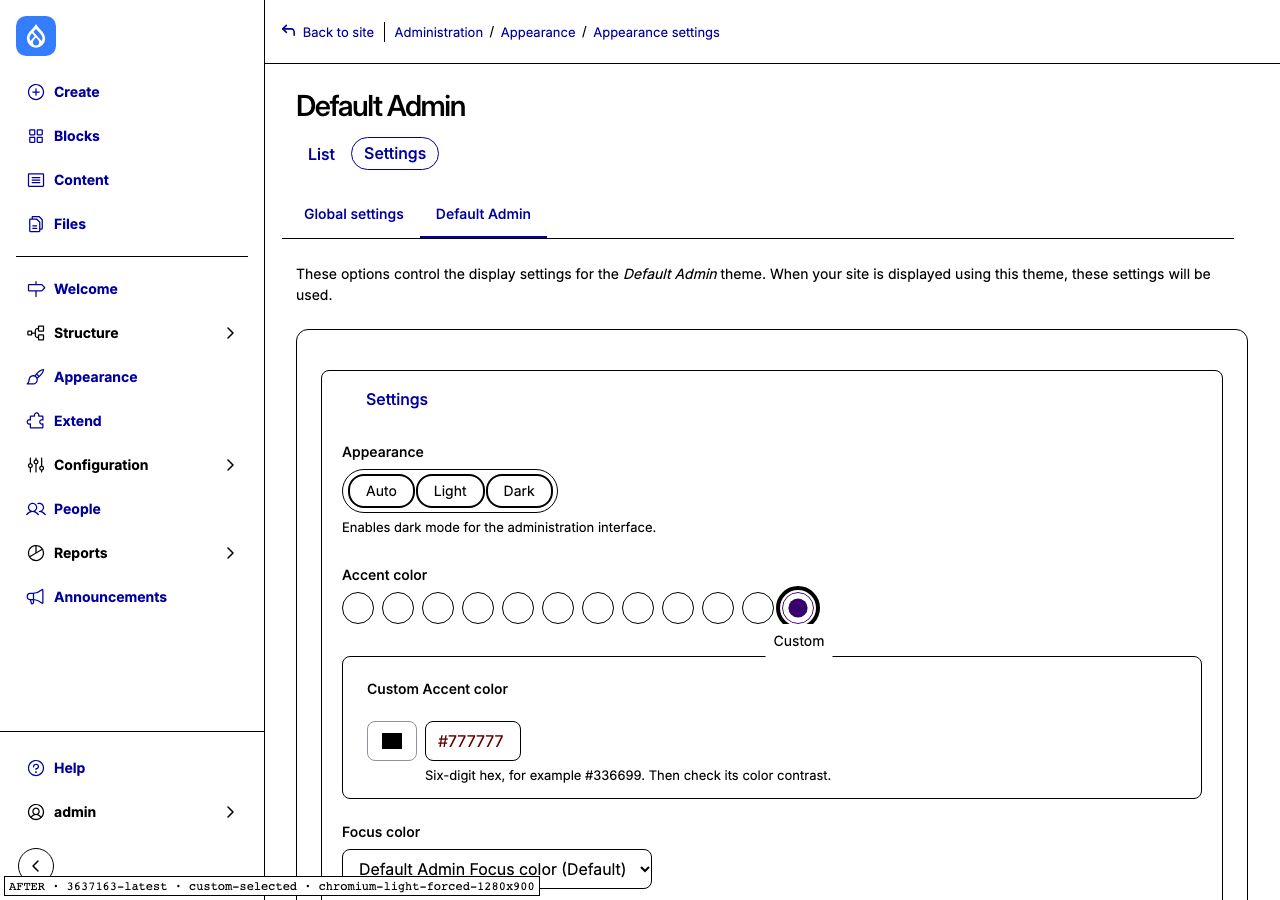 Back to site
Administration / Appearance / Appearance settings
Create
Blocks
Content
Files
Welcome
Structure
Appearance
Extend
Configuration
People
Reports
Announcements
Help
admin
Default Admin
List
Settings
Global settings
Default Admin
These options control the display settings for the Default Admin theme. When your site is displayed using this theme, these settings will be
used.
Settings
Appearance
Auto
Light
Dark
Enables dark mode for the administration interface.
Accent color
Custom
Custom Accent color
#777777
Six-digit hex, for example #336699. Then check its color contrast.
Focus color
Default Admin Focus color (Default)
AFTER · 3637163-latest · custom-selected · chromium-light-forced-1280x900